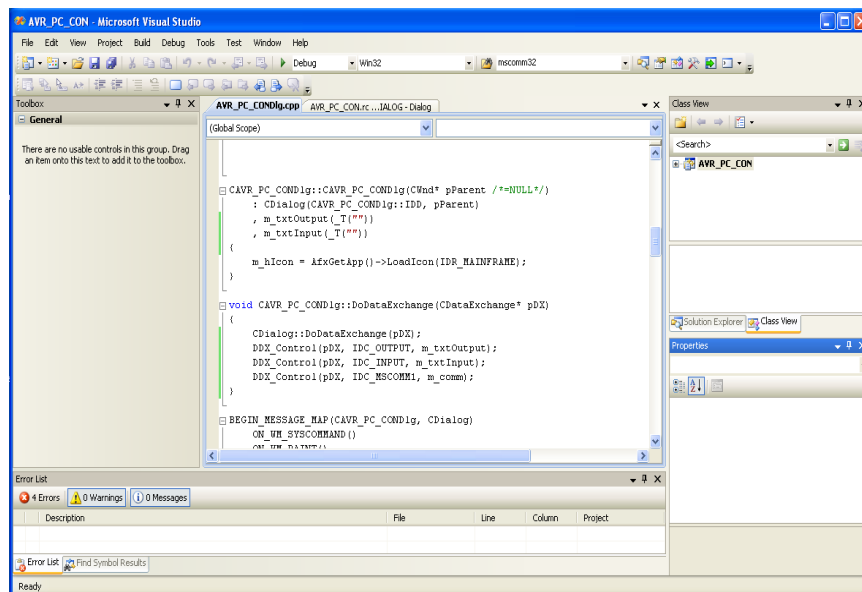 AVR_PC_CON - Microsoft Visual Studio
File Edit View Project Build Debug Tools Test Window Help
Debug Win32 mscomm32
Toolbox
General
There are no usable controls in this group. Drag
an item onto this text to add it to the toolbox.
AVR_PC_CONDlg.cpp AVR_PC_CON.rc ...IALOG - Dialog
(Global Scope)
CAVR_PC_CONDlg::CAVR_PC_CONDlg(CWnd* pParent /*=NULL*/)
: CDialog(CAVR_PC_CONDlg::IDD, pParent)
, m_txtOutput(_T(""))
, m_txtInput(_T(""))
{
m_hIcon = AfxGetApp()->LoadIcon(IDR_MAINFRAME);
}
void CAVR_PC_CONDlg::DoDataExchange(CDataExchange* pDX)
{
CDialog::DoDataExchange(pDX);
DDX_Control(pDX, IDC_OUTPUT, m_txtOutput);
DDX_Control(pDX, IDC_INPUT, m_txtInput);
DDX_Control(pDX, IDC_MSCOMM1, m_comm);
}
BEGIN_MESSAGE_MAP(CAVR_PC_CONDlg, CDialog)
ON_WM_SYSCOMMAND()
ON_WM_PAINT()
Class View
<Search>
AVR_PC_CON
Solution Explorer Class View
Properties
Error List
4 Errors 0 Warnings 0 Messages
Description File Line Column Project
Error List Find Symbol Results
Ready